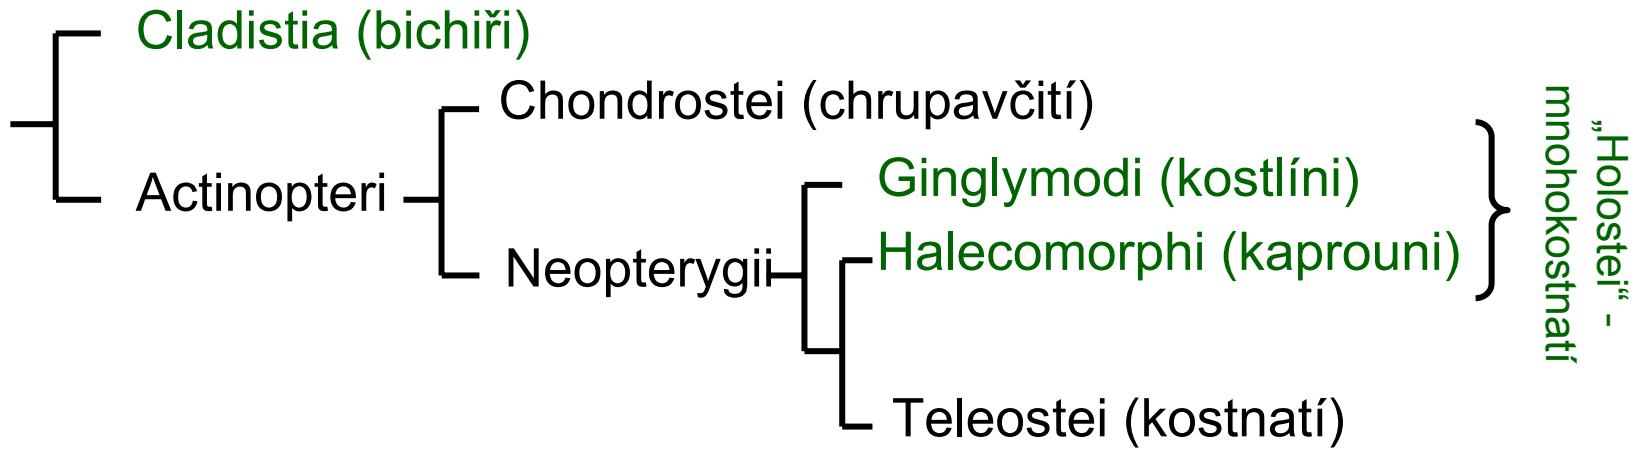 Cladistia (bichiři)
Chondrostei (chrupavčití)
Actinopteri
Ginglymodi (kostlíni)
Halecomorphi (kaprouni)
Neopterygii
Teleostei (kostnatí)
„Holostei“ -
mnohokostnatí